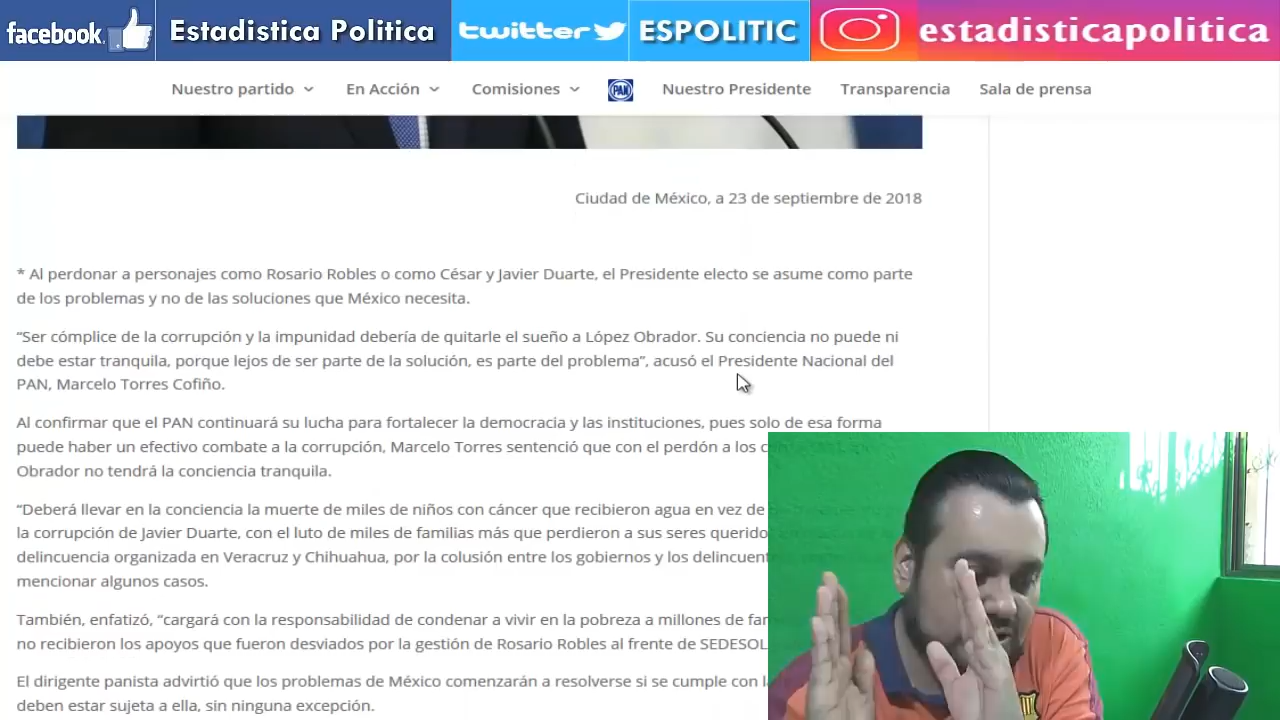 facebook. Estadistica Politica twitter ESPOLITIC estadisticapolitica
Nuestro partido En Acción Comisiones PAN Nuestro Presidente Transparencia Sala de prensa
Ciudad de México, a 23 de septiembre de 2018
* Al perdonar a personajes como Rosario Robles o como César y Javier Duarte, el Presidente electo se asume como parte
de los problemas y no de las soluciones que México necesita.
“Ser cómplice de la corrupción y la impunidad debería de quitarle el sueño a López Obrador. Su conciencia no puede ni
debe estar tranquila, porque lejos de ser parte de la solución, es parte del problema”, acusó el Presidente Nacional del
PAN, Marcelo Torres Cofiño.
Al confirmar que el PAN continuará su lucha para fortalecer la democracia y las instituciones, pues solo de esa forma
puede haber un efectivo combate a la corrupción, Marcelo Torres sentenció que con el perdón a los
Obrador no tendrá la conciencia tranquila.
“Deberá llevar en la conciencia la muerte de miles de niños con cáncer que recibieron agua en vez de
la corrupción de Javier Duarte, con el luto de miles de familias más que perdieron a sus seres
delincuencia organizada en Veracruz y Chihuahua, por la colusión entre los gobiernos y los
mencionar algunos casos.
También, enfatizó, “cargará con la responsabilidad de condenar a vivir en la pobreza a millones de
no recibieron los apoyos que fueron desviados por la gestión de Rosario Robles al frente de SEDESOL
El dirigente panista advirtió que los problemas de México comenzarán a resolverse si se cumple con
deben estar sujeta a ella, sin ninguna excepción.